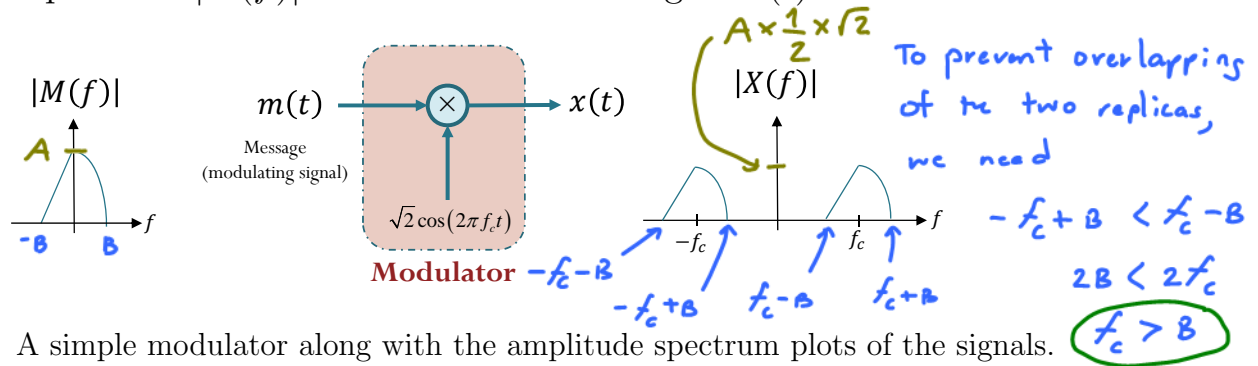 A × 1/2 × √2
|M(f)|
A
-B
B
f
m(t)
Message
(modulating signal)
×
x(t)
√2 cos(2π f_c t)
Modulator
|X(f)|
-f_c
f_c
f
-f_c-B
-f_c+B
f_c-B
f_c+B
To prevent overlapping
of the two replicas,
we need
-f_c+B < f_c-B
2B < 2f_c
f_c > B
A simple modulator along with the amplitude spectrum plots of the signals.